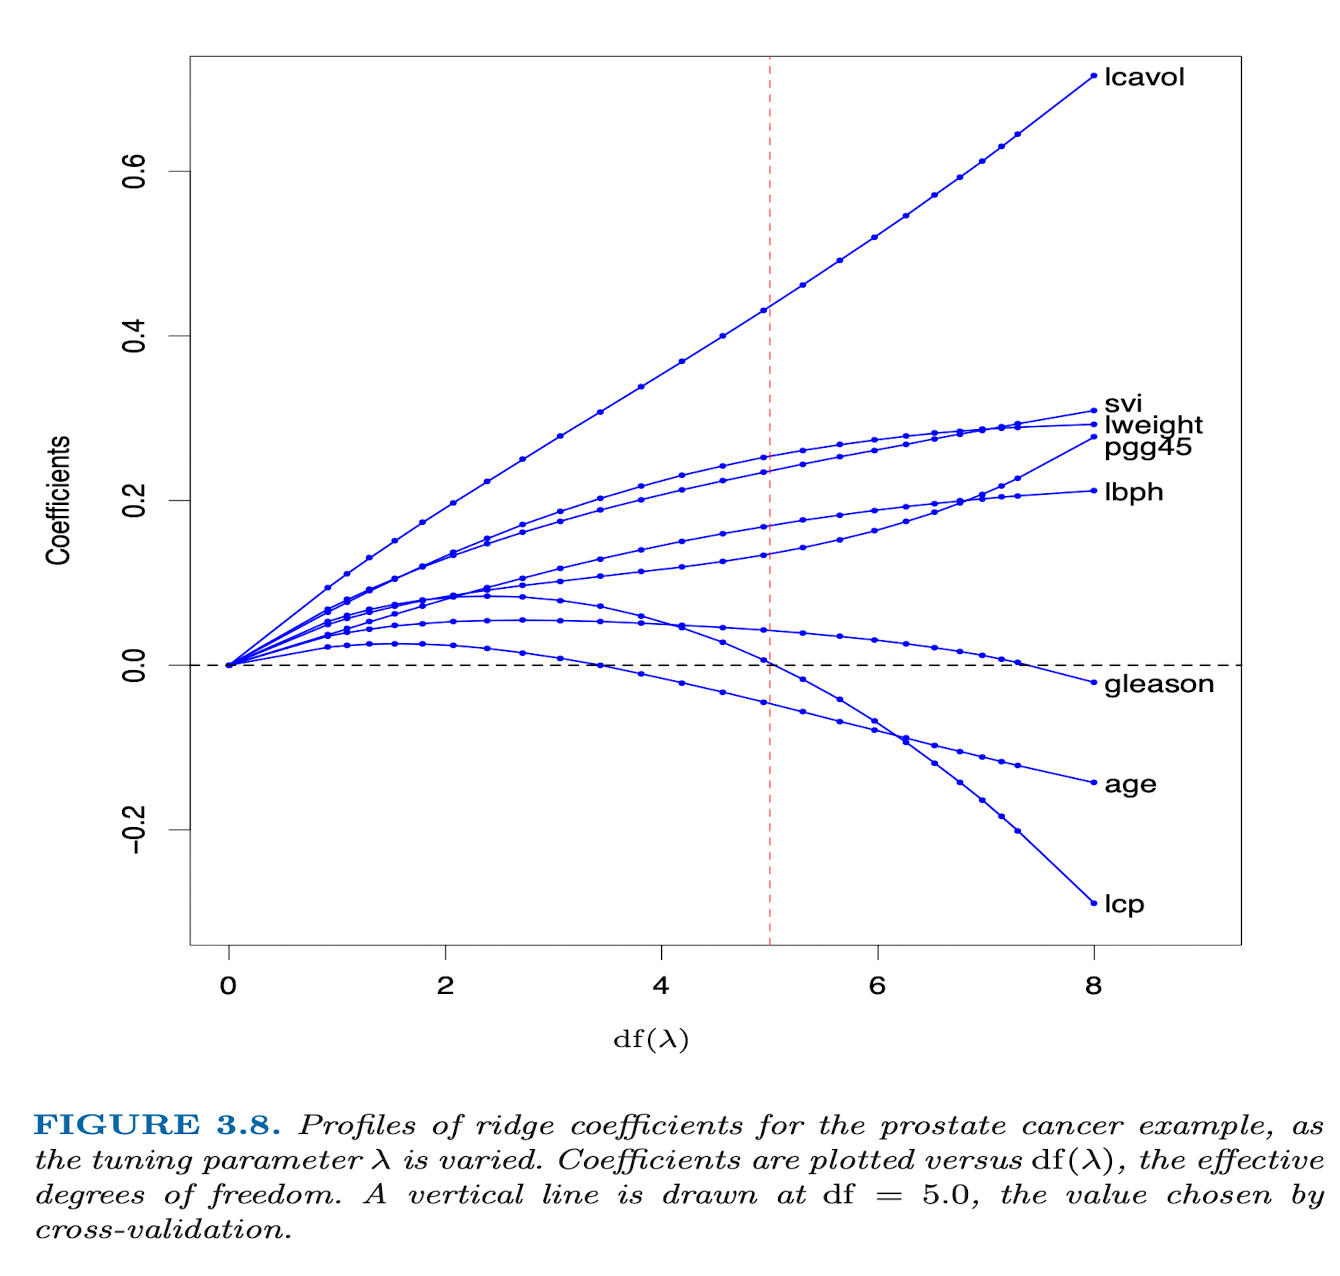 lcavol
0.6
0.4
svi
lweight
pgg45
Coefficients
0.2
lbph
0.0
gleason
age
−0.2
lcp
0 2 4 6 8
df(λ)
FIGURE 3.8. Profiles of ridge coefficients for the prostate cancer example, as
the tuning parameter λ is varied. Coefficients are plotted versus df(λ), the effective
degrees of freedom. A vertical line is drawn at df = 5.0, the value chosen by
cross-validation.